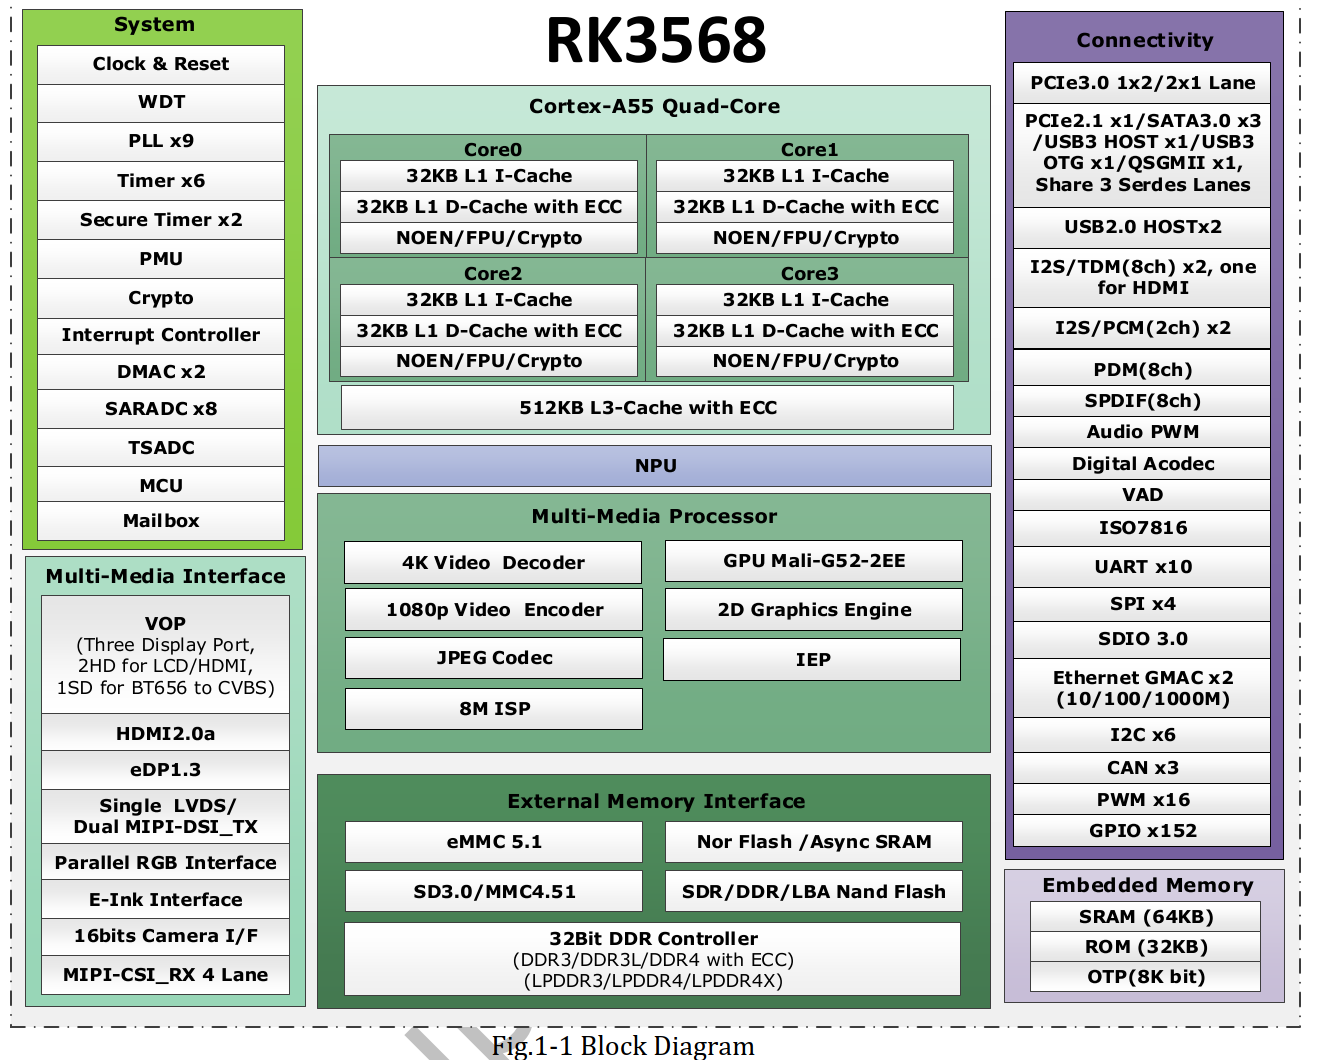 RK3568
System
Clock & Reset
WDT
PLL x9
Timer x6
Secure Timer x2
PMU
Crypto
Interrupt Controller
DMAC x2
SARADC x8
TSADC
MCU
Mailbox
Multi-Media Interface
VOP
(Three Display Port,
2HD for LCD/HDMI,
1SD for BT656 to CVBS)
HDMI2.0a
eDP1.3
Single LVDS/
Dual MIPI-DSI_TX
Parallel RGB Interface
E-Ink Interface
16bits Camera I/F
MIPI-CSI_RX 4 Lane
Cortex-A55 Quad-Core
Core0
32KB L1 I-Cache
32KB L1 D-Cache with ECC
NOEN/FPU/Crypto
Core1
32KB L1 I-Cache
32KB L1 D-Cache with ECC
NOEN/FPU/Crypto
Core2
32KB L1 I-Cache
32KB L1 D-Cache with ECC
NOEN/FPU/Crypto
Core3
32KB L1 I-Cache
32KB L1 D-Cache with ECC
NOEN/FPU/Crypto
512KB L3-Cache with ECC
NPU
Multi-Media Processor
4K Video Decoder
1080p Video Encoder
JPEG Codec
8M ISP
GPU Mali-G52-2EE
2D Graphics Engine
IEP
External Memory Interface
eMMC 5.1
Nor Flash /Async SRAM
SD3.0/MMC4.51
SDR/DDR/LBA Nand Flash
32Bit DDR Controller
(DDR3/DDR3L/DDR4 with ECC)
(LPDDR3/LPDDR4/LPDDR4X)
Connectivity
PCIe3.0 1x2/2x1 Lane
PCIe2.1 x1/SATA3.0 x3
/USB3 HOST x1/USB3
OTG x1/QSGMII x1,
Share 3 Serdes Lanes
USB2.0 HOSTx2
I2S/TDM(8ch) x2, one
for HDMI
I2S/PCM(2ch) x2
PDM(8ch)
SPDIF(8ch)
Audio PWM
Digital Acodec
VAD
ISO7816
UART x10
SPI x4
SDIO 3.0
Ethernet GMAC x2
(10/100/1000M)
I2C x6
CAN x3
PWM x16
GPIO x152
Embedded Memory
SRAM (64KB)
ROM (32KB)
OTP(8K bit)
Fig.1-1 Block Diagram